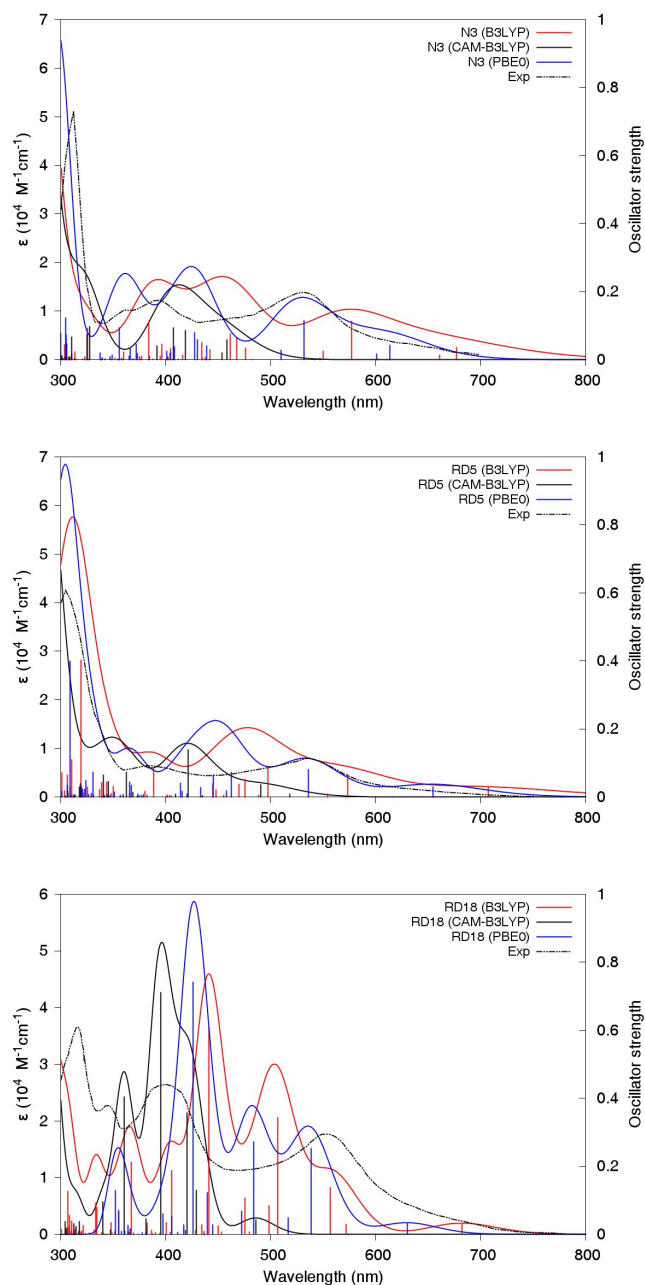 7
6
5
4
3
2
1
0
ε (10⁴ M⁻¹cm⁻¹)
N3 (B3LYP)
N3 (CAM-B3LYP)
N3 (PBE0)
Exp
1
0.8
0.6
0.4
0.2
0
Oscillator strength
300 400 500 600 700 800
Wavelength (nm)
7
6
5
4
3
2
1
0
ε (10⁴ M⁻¹cm⁻¹)
RD5 (B3LYP)
RD5 (CAM-B3LYP)
RD5 (PBE0)
Exp
1
0.8
0.6
0.4
0.2
0
Oscillator strength
300 400 500 600 700 800
Wavelength (nm)
6
5
4
3
2
1
0
ε (10⁴ M⁻¹cm⁻¹)
RD18 (B3LYP)
RD18 (CAM-B3LYP)
RD18 (PBE0)
Exp
1
0.8
0.6
0.4
0.2
0
Oscillator strength
300 400 500 600 700 800
Wavelength (nm)